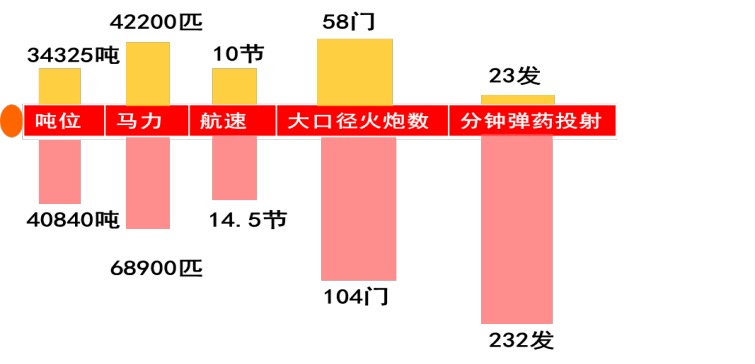 42200匹
58门
34325吨
10节
23发
吨位
马力
航速
大口径火炮数
分钟弹药投射
40840吨
14.5节
68900匹
104门
232发